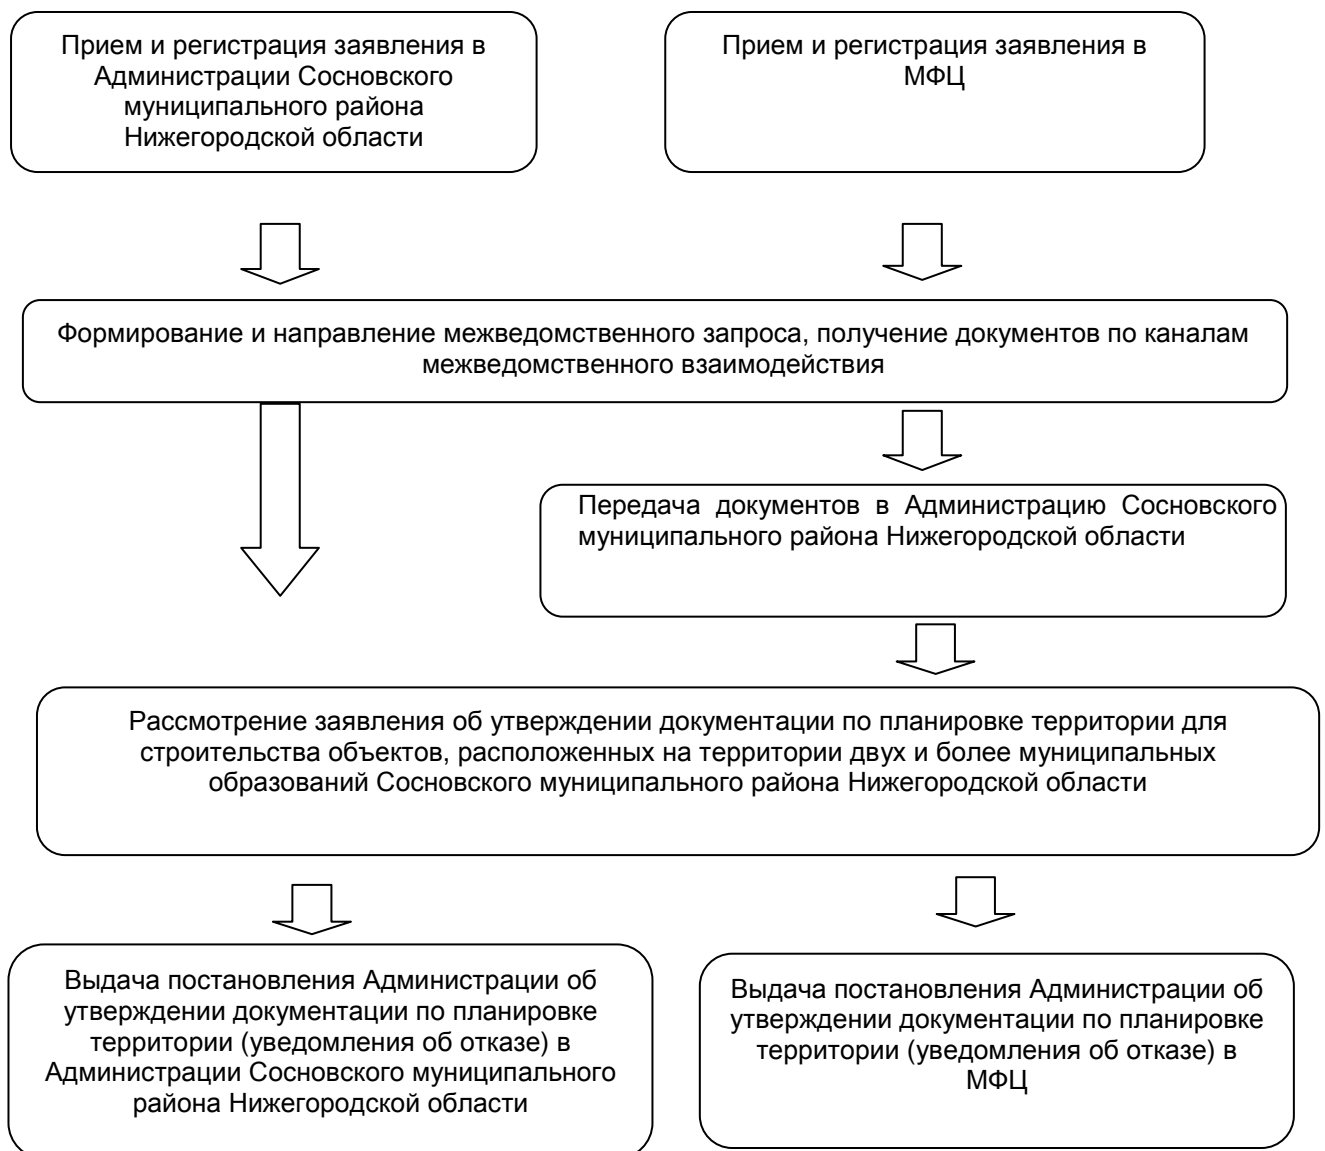 Прием и регистрация заявления в
Администрации Сосновского
муниципального района
Нижегородской области
Прием и регистрация заявления в
МФЦ
Формирование и направление межведомственного запроса, получение документов по каналам
межведомственного взаимодействия
Передача документов в Администрацию Сосновского
муниципального района Нижегородской области
Рассмотрение заявления об утверждении документации по планировке территории для
строительства объектов, расположенных на территории двух и более муниципальных
образований Сосновского муниципального района Нижегородской области
Выдача постановления Администрации об
утверждении документации по планировке
территории (уведомления об отказе) в
Администрации Сосновского муниципального
района Нижегородской области
Выдача постановления Администрации об
утверждении документации по планировке
территории (уведомления об отказе) в
МФЦ